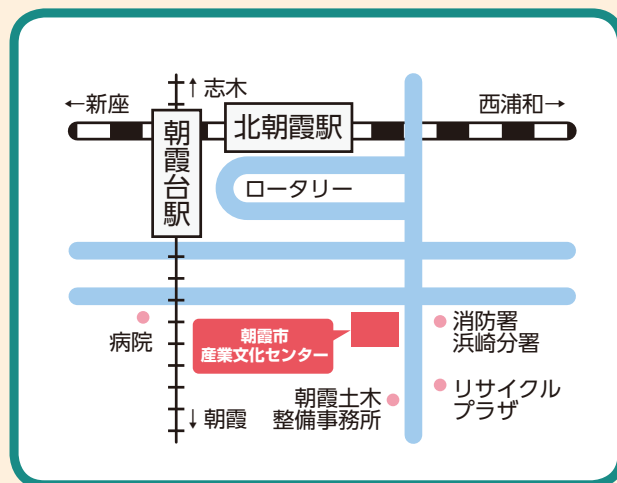 ↑志木
←新座
西浦和→
北朝霞駅
朝霞台駅
ロータリー
消防署
浜崎分署
病院
朝霞市
産業文化センター
リサイクル
プラザ
朝霞土木
整備事務所
↓朝霞